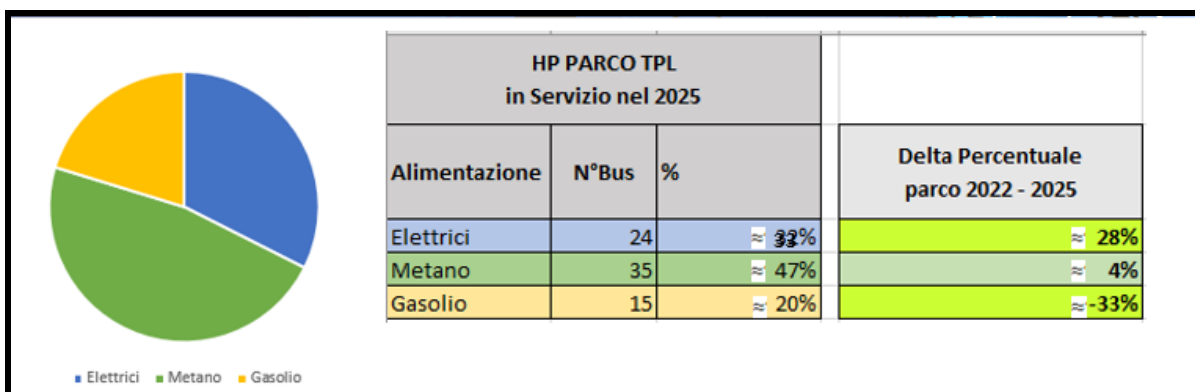 HP PARCO TPL
in Servizio nel 2025
Alimentazione N°Bus %
Delta Percentuale
parco 2022 - 2025
Elettrici 24 ≈ % ≈ 28%
Metano 35 ≈ 47% ≈ 4%
Gasolio 15 ≈ 20% ≈ -33%
Elettrici Metano Gasolio